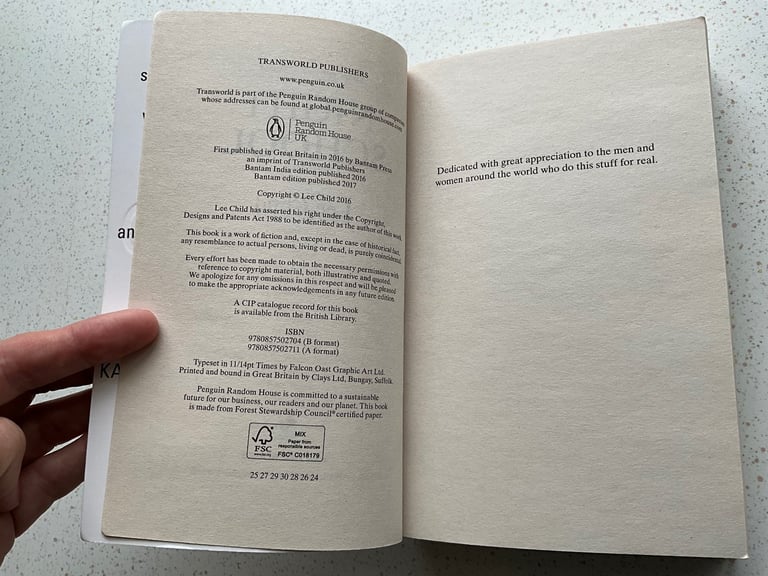 TRANSWORLD PUBLISHERS
www.penguin.co.uk
Transworld is part of the Penguin Random House group of companies
whose addresses can be found at global.penguinrandomhouse.com
Penguin
Random House
UK
First published in Great Britain in 2016 by Bantam Press
an imprint of Transworld Publishers
Bantam India edition published 2016
Bantam edition published 2017
Copyright © Lee Child 2016
Lee Child has asserted his right under the Copyright,
Designs and Patents Act 1988 to be identified as the author of this work.
This book is a work of fiction and, except in the case of historical fact,
any resemblance to actual persons, living or dead, is purely coincidental.
Every effort has been made to obtain the necessary permissions with
reference to copyright material, both illustrative and quoted.
We apologize for any omissions in this respect and will be pleased
to make the appropriate acknowledgements in any future edition.
A CIP catalogue record for this book
is available from the British Library.
ISBN
9780857502704 (B format)
9780857502711 (A format)
Typeset in 11/14pt Times by Falcon Oast Graphic Art Ltd.
Printed and bound in Great Britain by Clays Ltd, Bungay, Suffolk.
Penguin Random House is committed to a sustainable
future for our business, our readers and our planet. This book
is made from Forest Stewardship Council® certified paper.
FSC
www.fsc.org
MIX
Paper from
responsible sources
FSC® C018179
25 27 29 30 28 26 24
Dedicated with great appreciation to the men and
women around the world who do this stuff for real.
an
KA